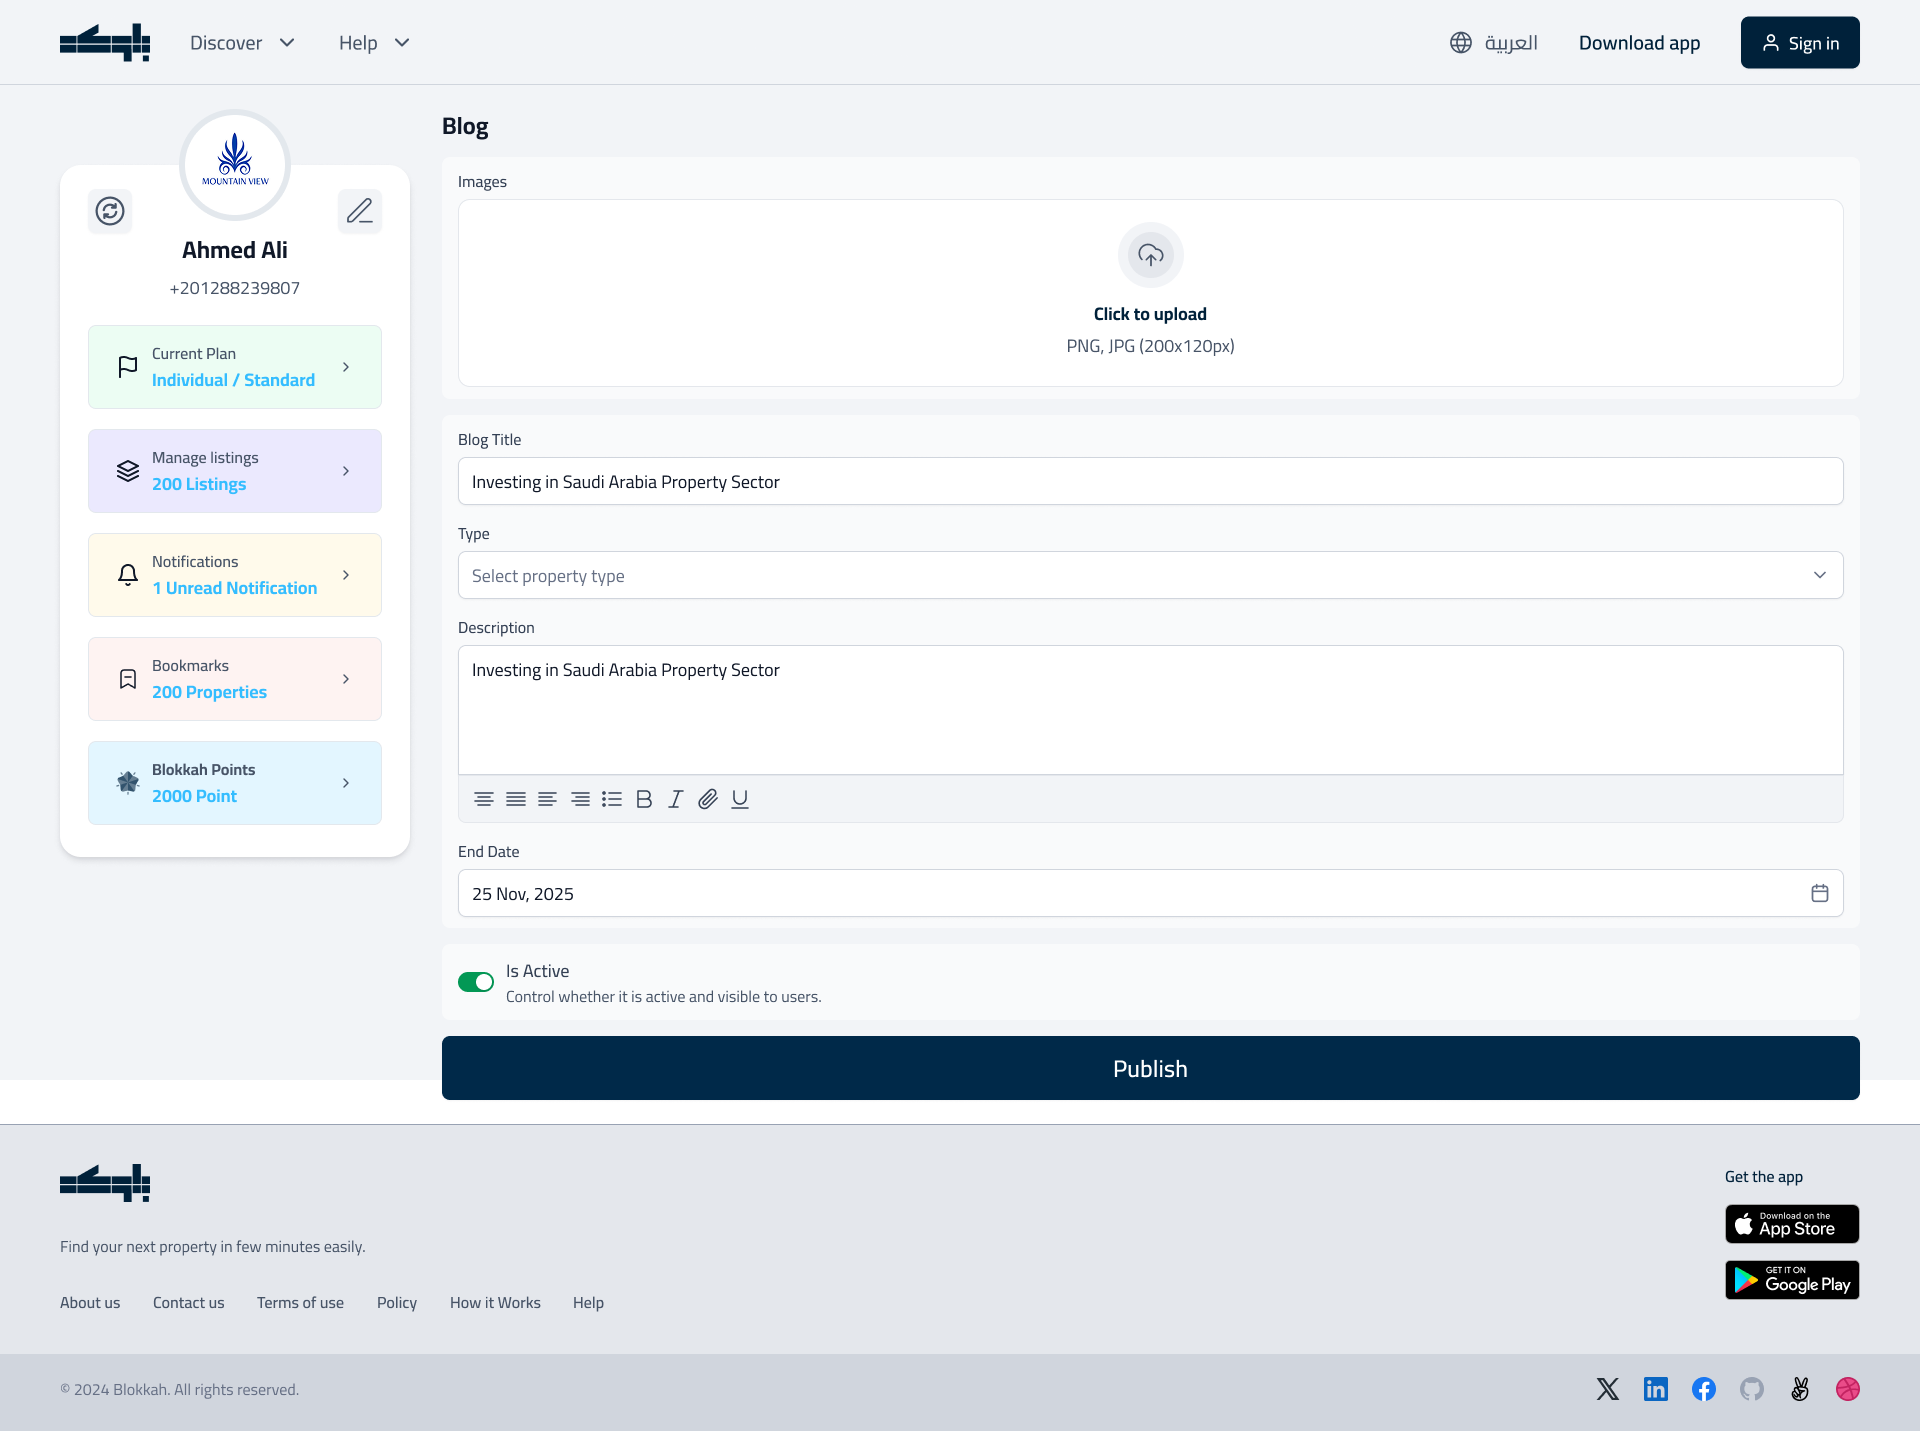 بلوكه
Discover
Help
العربية
Download app
Sign in
MOUNTAIN VIEW
Ahmed Ali
+201288239807
Current Plan
Individual / Standard
Manage listings
200 Listings
Notifications
1 Unread Notification
Bookmarks
200 Properties
Blokkah Points
2000 Point
Blog
Images
Click to upload
PNG, JPG (200x120px)
Blog Title
Investing in Saudi Arabia Property Sector
Type
Select property type
Description
Investing in Saudi Arabia Property Sector
End Date
25 Nov, 2025
Is Active
Control whether it is active and visible to users.
Publish
بلوكه
Find your next property in few minutes easily.
About us
Contact us
Terms of use
Policy
How it Works
Help
Get the app
Download on the
App Store
GET IT ON
Google Play
© 2024 Blokkah. All rights reserved.